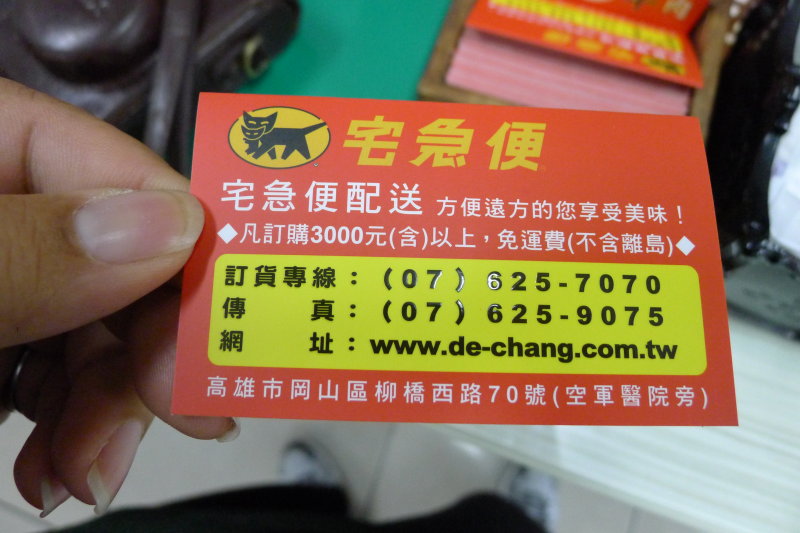 宅急便
宅急便配送 方便遠方的您享受美味！
◆凡訂購3000元(含)以上，免運費(不含離島)◆
訂貨專線：(07) 625-7070
傳　　真：(07) 625-9075
網　　址：www.de-chang.com.tw
高雄市岡山區柳橋西路70號(空軍醫院旁)
肉